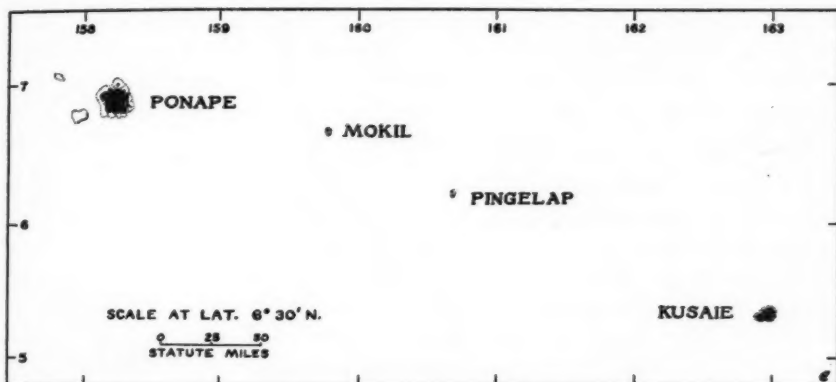 158 159 160 161 162 163
7
PONAPE
MOKIL
PINGELAP
6
KUSAIE
SCALE AT LAT. 6° 30' N.
0 25 50
STATUTE MILES
5